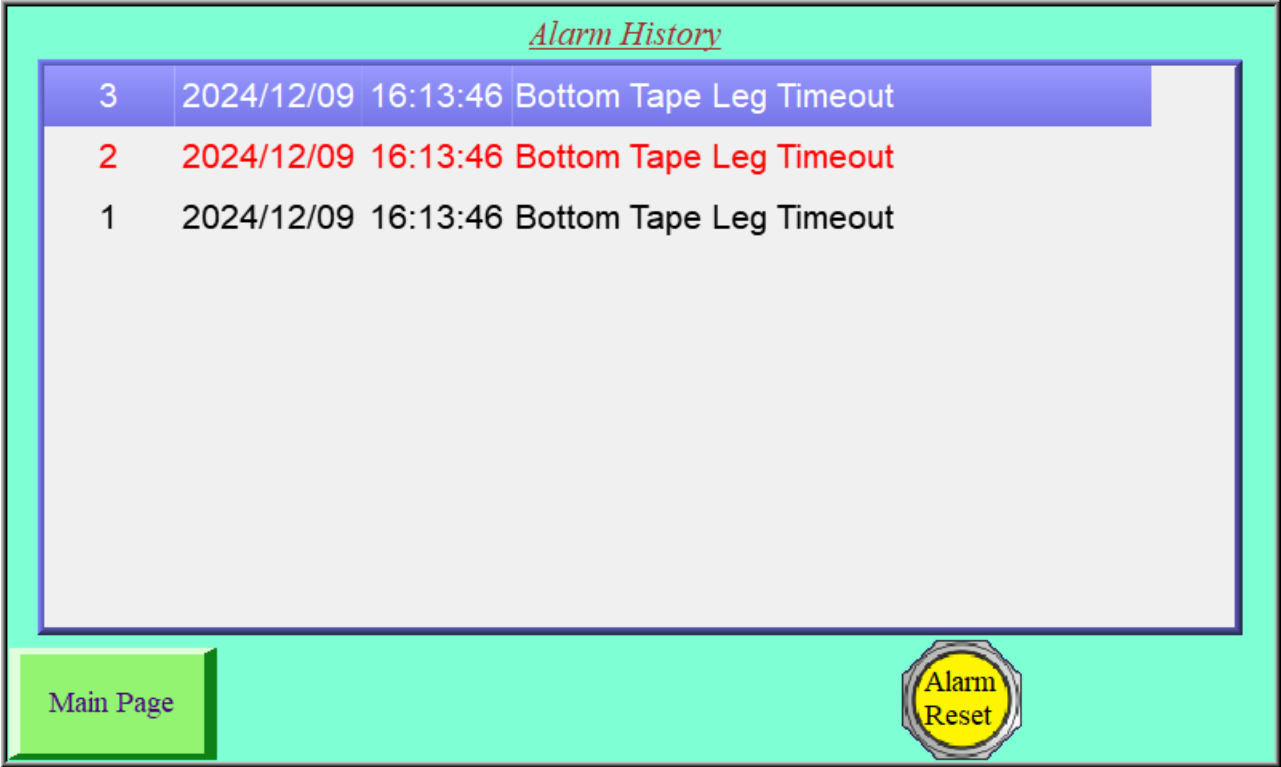 Alarm History
3 2024/12/09 16:13:46 Bottom Tape Leg Timeout
2 2024/12/09 16:13:46 Bottom Tape Leg Timeout
1 2024/12/09 16:13:46 Bottom Tape Leg Timeout
Main Page
Alarm
Reset